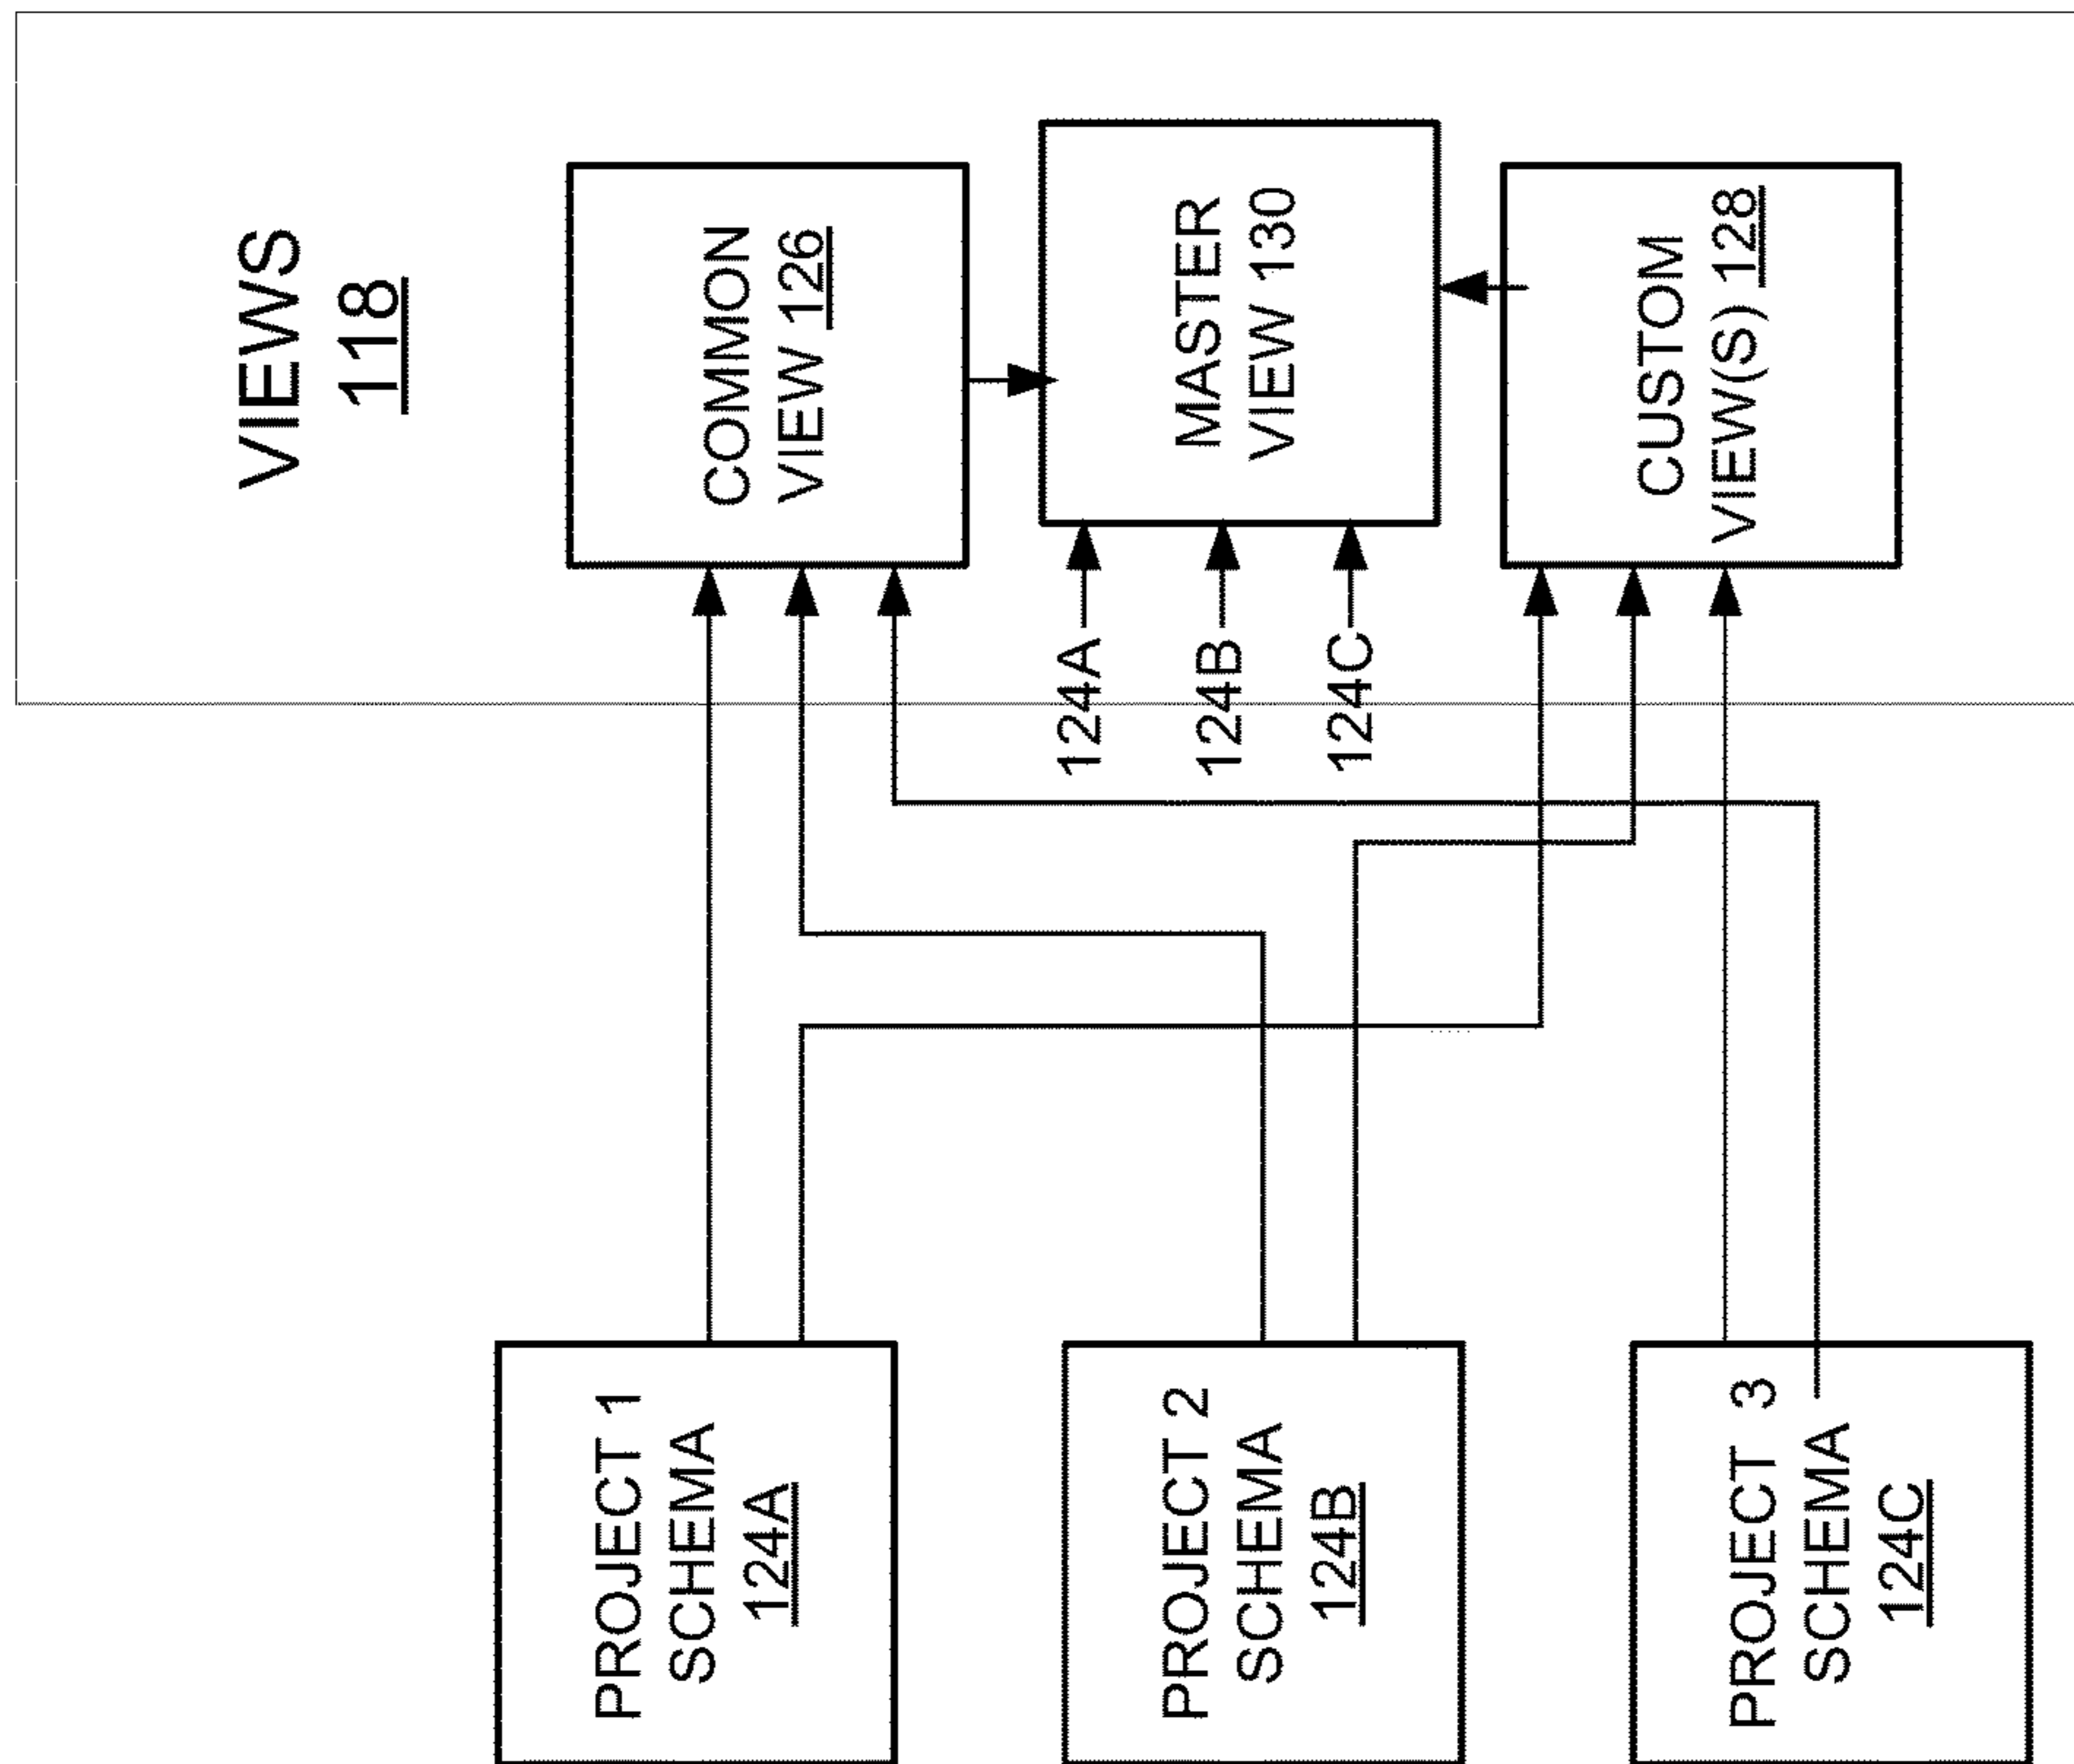 VIEWS
118
COMMON
VIEW 126
MASTER
VIEW 130
CUSTOM
VIEW(S) 128
124A
124B
124C
PROJECT 1
SCHEMA
124A
PROJECT 2
SCHEMA
124B
PROJECT 3
SCHEMA
124C